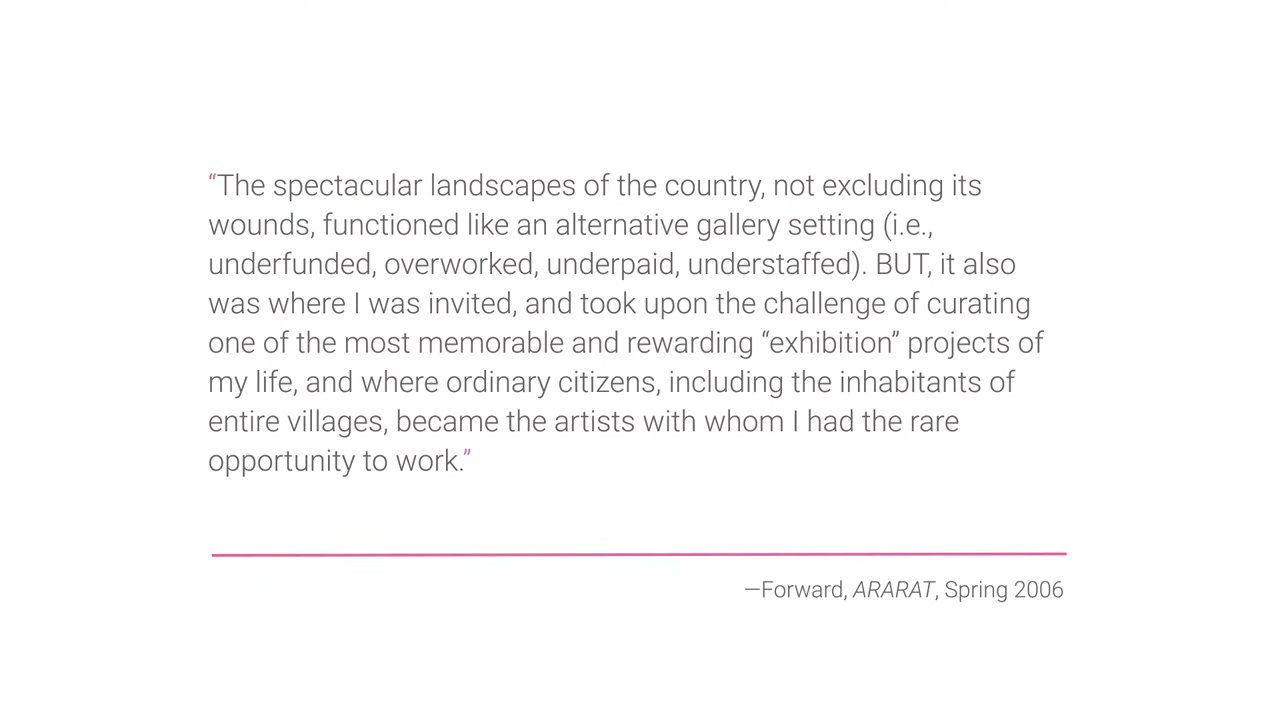 “The spectacular landscapes of the country, not excluding its
wounds, functioned like an alternative gallery setting (i.e.,
underfunded, overworked, underpaid, understaffed). BUT, it also
was where I was invited, and took upon the challenge of curating
one of the most memorable and rewarding “exhibition” projects of
my life, and where ordinary citizens, including the inhabitants of
entire villages, became the artists with whom I had the rare
opportunity to work.”
—Forward, ARARAT, Spring 2006